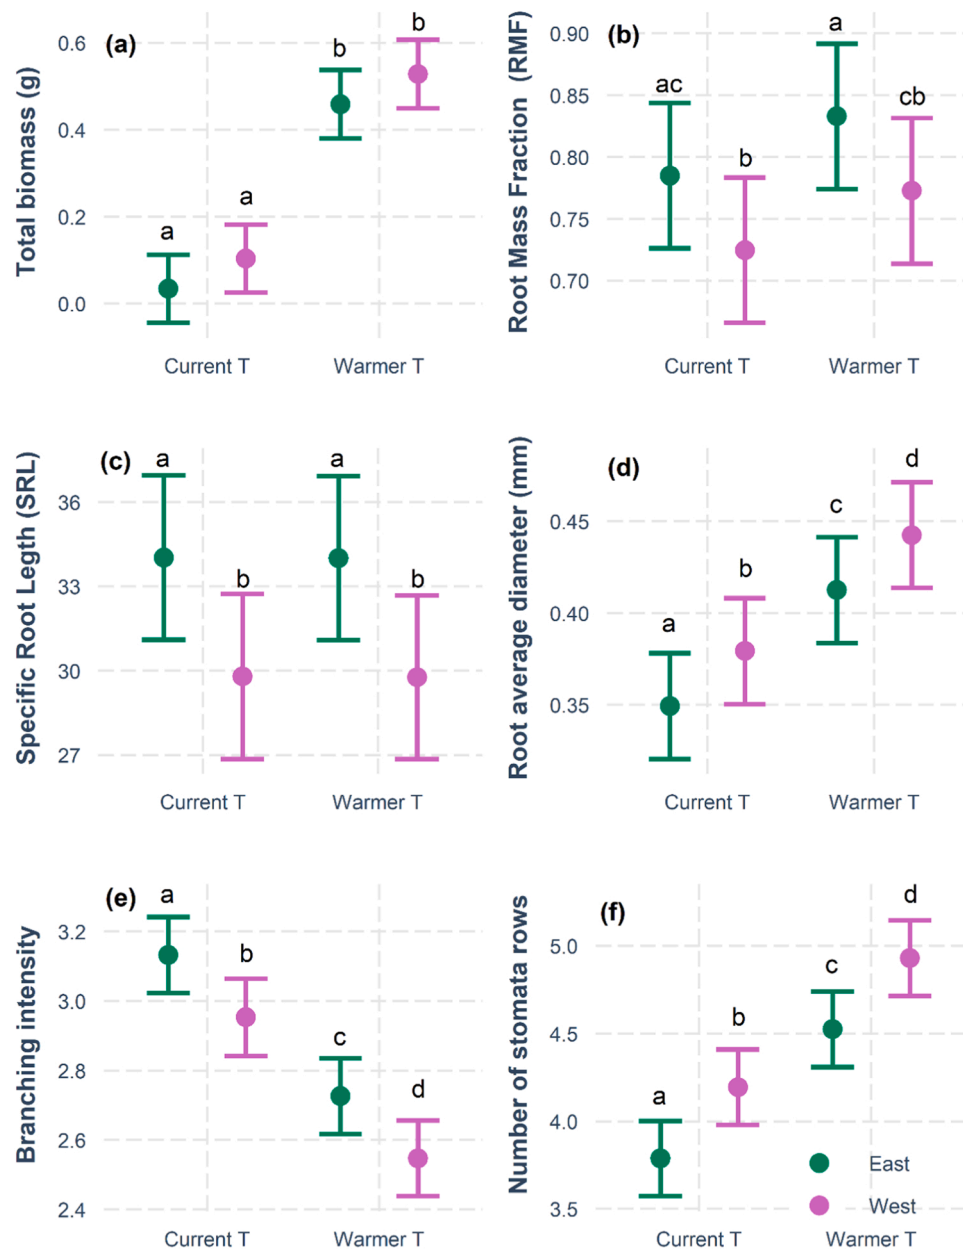 (a)
Total biomass (g)
0.6
0.4
0.2
0.0
a
a
b
b
Current T
Warmer T
(b)
Root Mass Fraction (RMF)
0.90
0.85
0.80
0.75
0.70
ac
b
a
cb
Current T
Warmer T
(c)
Specific Root Legth (SRL)
36
33
30
27
a
b
a
b
Current T
Warmer T
(d)
Root average diameter (mm)
0.45
0.40
0.35
a
b
c
d
Current T
Warmer T
(e)
Branching intensity
3.2
3.0
2.8
2.6
2.4
a
b
c
d
Current T
Warmer T
(f)
Number of stomata rows
5.0
4.5
4.0
3.5
a
b
c
d
East
West
Current T
Warmer T